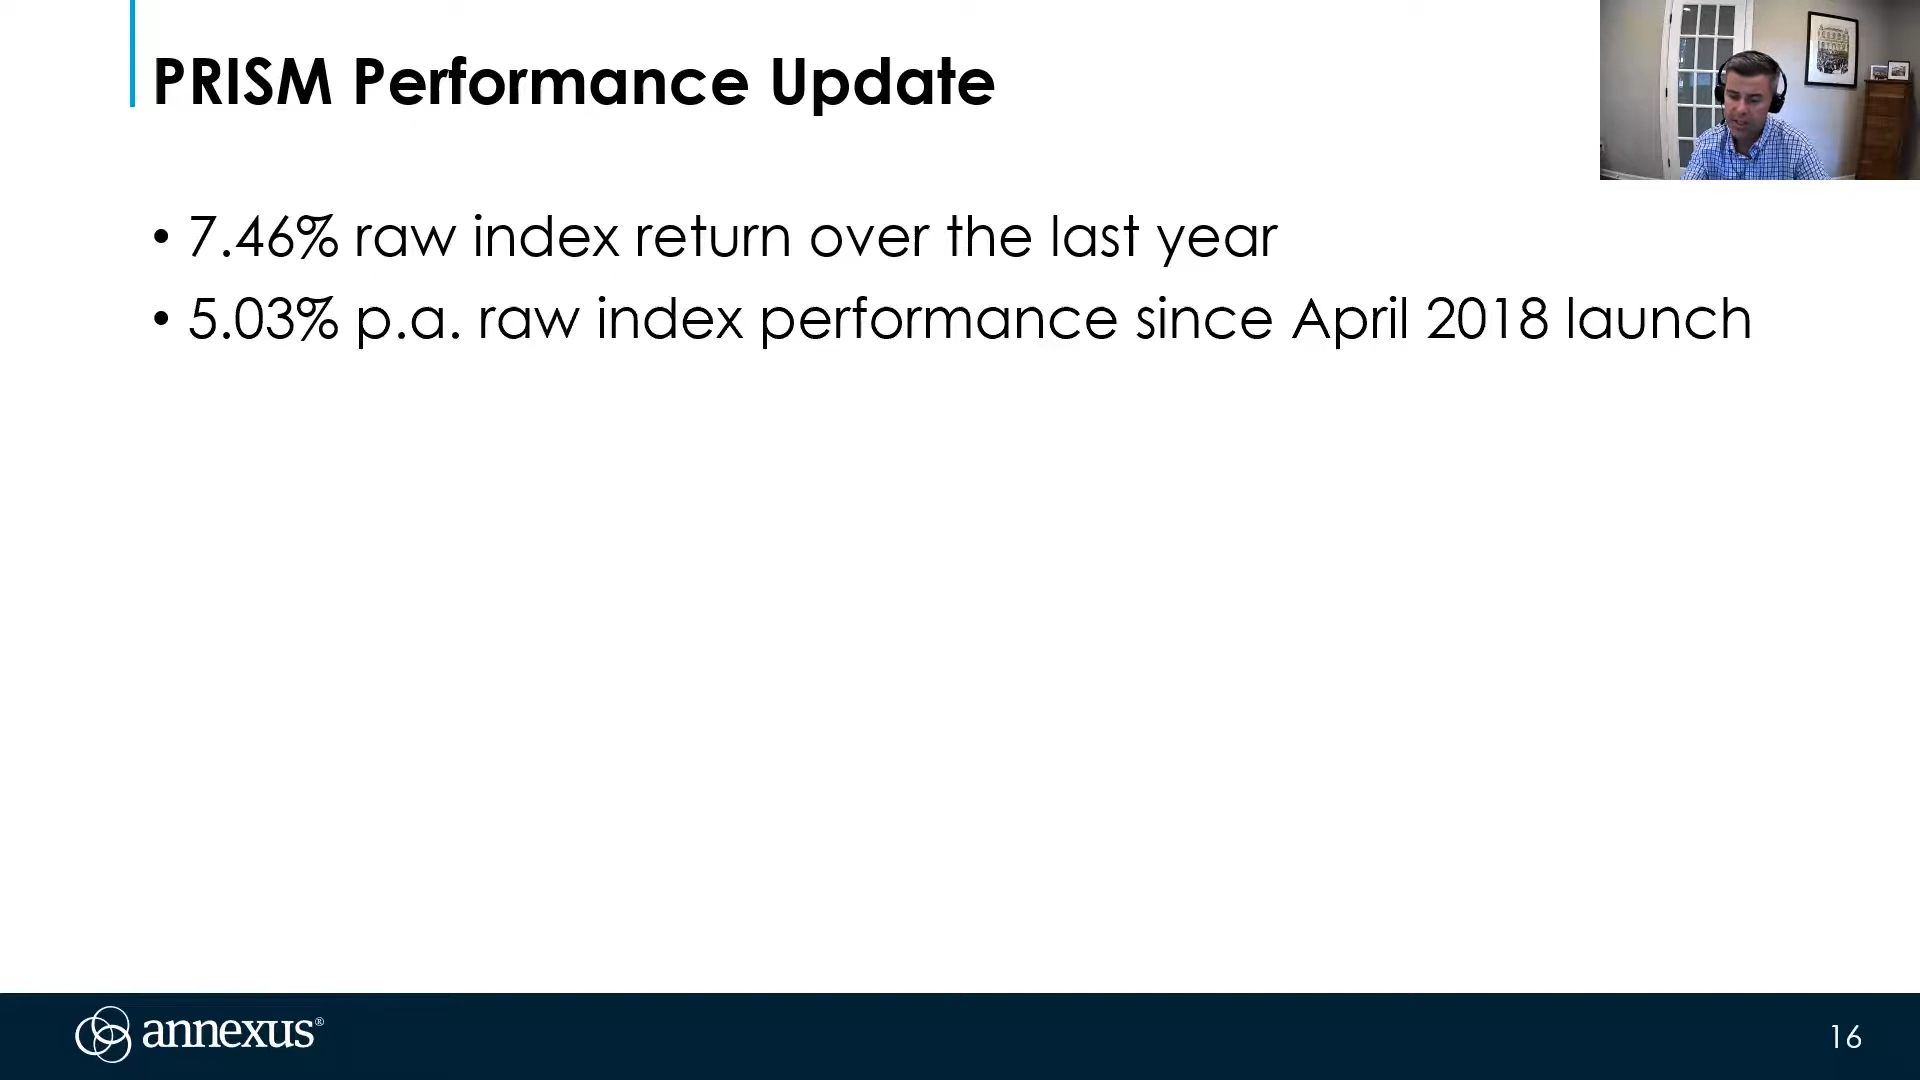 PRISM Performance Update
• 7.46% raw index return over the last year
• 5.03% p.a. raw index performance since April 2018 launch
annexus®
16